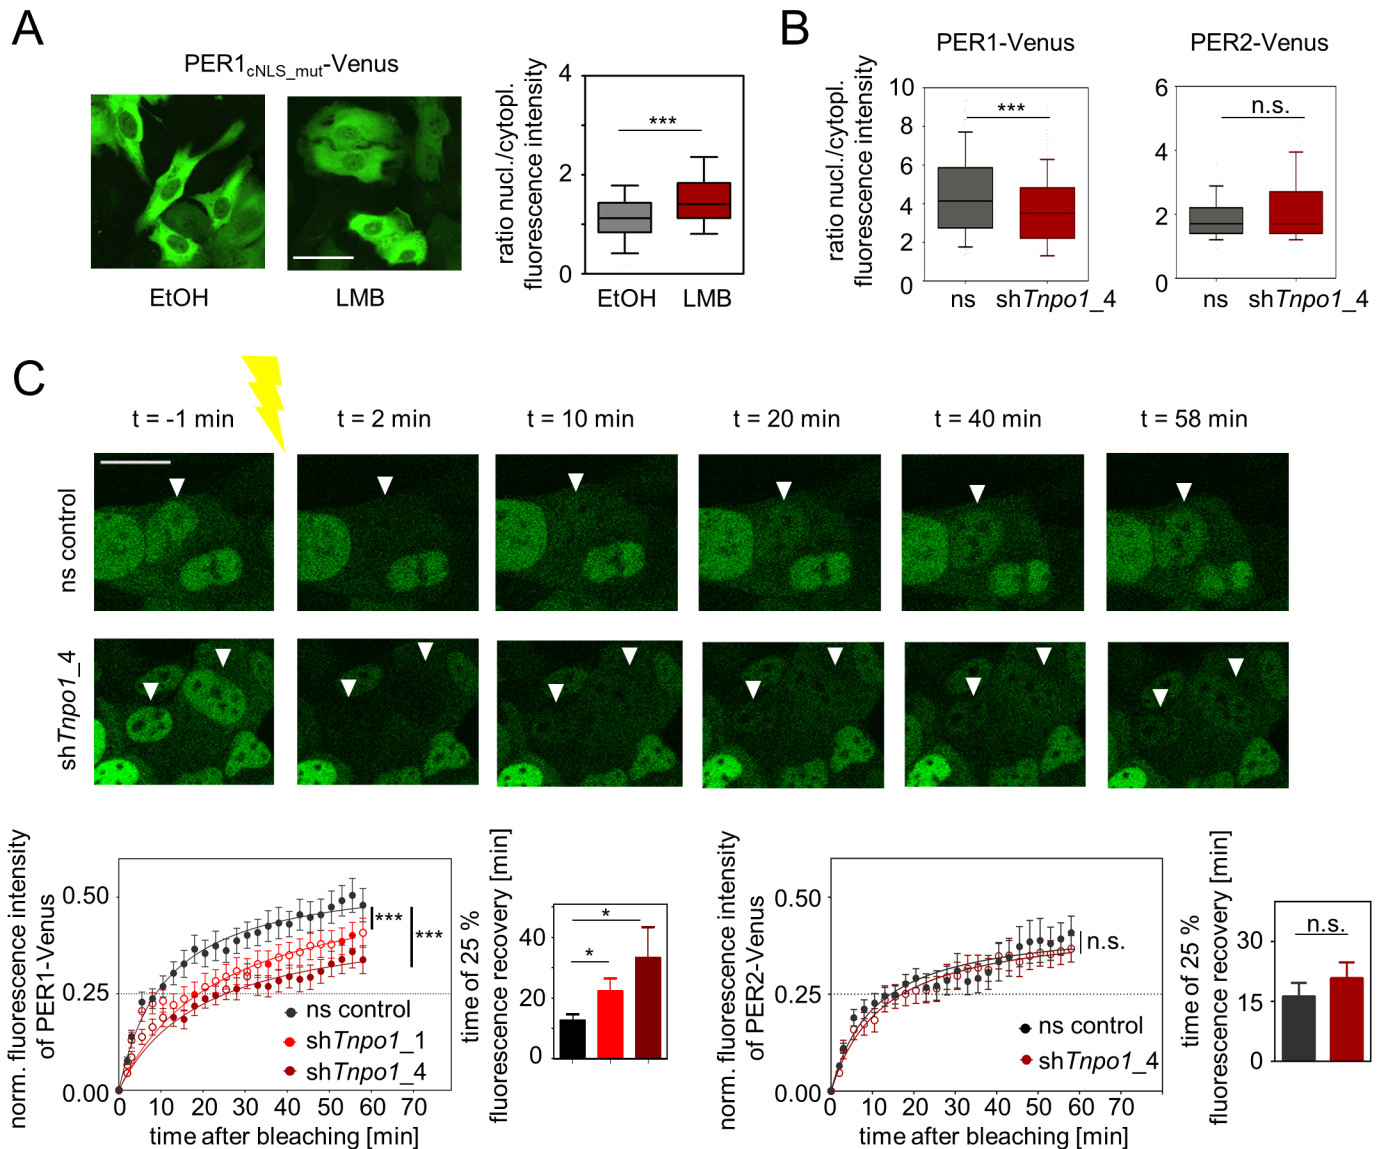 A
PER1cNLS_mut-Venus
EtOH
LMB
ratio nucl./cytopl.
fluorescence intensity
4
2
0
***
EtOH
LMB
B
PER1-Venus
PER2-Venus
ratio nucl./cytopl.
fluorescence intensity
10
8
6
4
2
0
***
ns
shTnpo1_4
6
4
2
0
n.s.
ns
shTnpo1_4
C
t = -1 min
t = 2 min
t = 10 min
t = 20 min
t = 40 min
t = 58 min
ns control
shTnpo1_4
norm. fluorescence intensity
of PER1-Venus
0.50
0.25
0.00
***
***
ns control
shTnpo1_1
shTnpo1_4
0 10 20 30 40 50 60 70
time after bleaching [min]
time of 25 %
fluorescence recovery [min]
40
20
0
*
*
norm. fluorescence intensity
of PER2-Venus
0.50
0.25
0.00
n.s.
ns control
shTnpo1_4
0 10 20 30 40 50 60 70
time after bleaching [min]
time of 25 %
fluorescence recovery [min]
30
15
0
n.s.